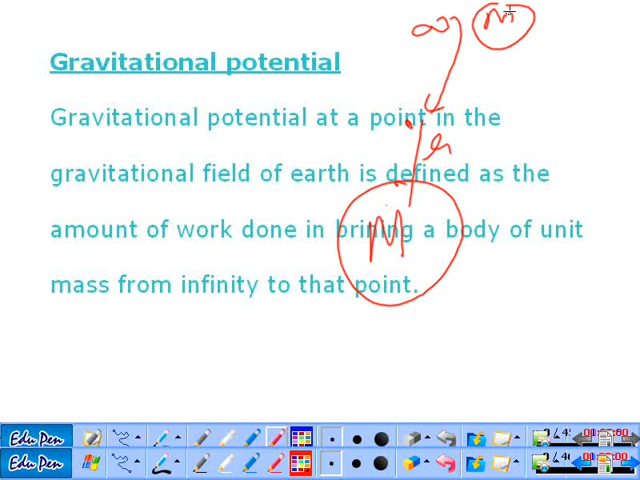 ∞ m
Gravitational potential
Gravitational potential at a point in the
gravitational field of earth is defined as the
amount of work done in brining a body of unit
mass from infinity to that point.
M
Edu Pen
Edu Pen